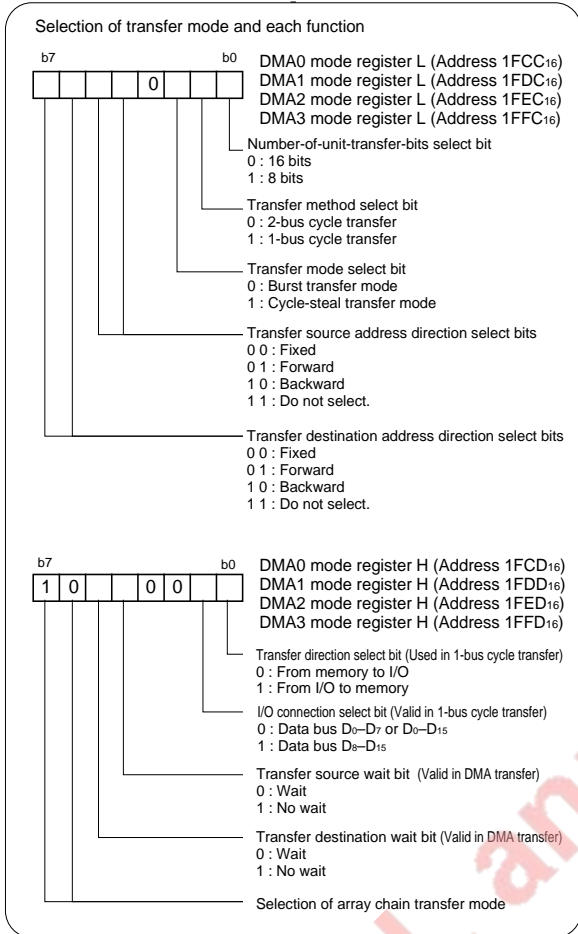 Selection of transfer mode and each function
b7 b0
0
DMA0 mode register L (Address 1FCC16)
DMA1 mode register L (Address 1FDC16)
DMA2 mode register L (Address 1FEC16)
DMA3 mode register L (Address 1FFC16)
Number-of-unit-transfer-bits select bit
0 : 16 bits
1 : 8 bits
Transfer method select bit
0 : 2-bus cycle transfer
1 : 1-bus cycle transfer
Transfer mode select bit
0 : Burst transfer mode
1 : Cycle-steal transfer mode
Transfer source address direction select bits
0 0 : Fixed
0 1 : Forward
1 0 : Backward
1 1 : Do not select.
Transfer destination address direction select bits
0 0 : Fixed
0 1 : Forward
1 0 : Backward
1 1 : Do not select.
b7 b0
1 0 0 0
DMA0 mode register H (Address 1FCD16)
DMA1 mode register H (Address 1FDD16)
DMA2 mode register H (Address 1FED16)
DMA3 mode register H (Address 1FFD16)
Transfer direction select bit (Used in 1-bus cycle transfer)
0 : From memory to I/O
1 : From I/O to memory
I/O connection select bit (Valid in 1-bus cycle transfer)
0 : Data bus D0–D7 or D0–D15
1 : Data bus D8–D15
Transfer source wait bit (Valid in DMA transfer)
0 : Wait
1 : No wait
Transfer destination wait bit (Valid in DMA transfer)
0 : Wait
1 : No wait
Selection of array chain transfer mode